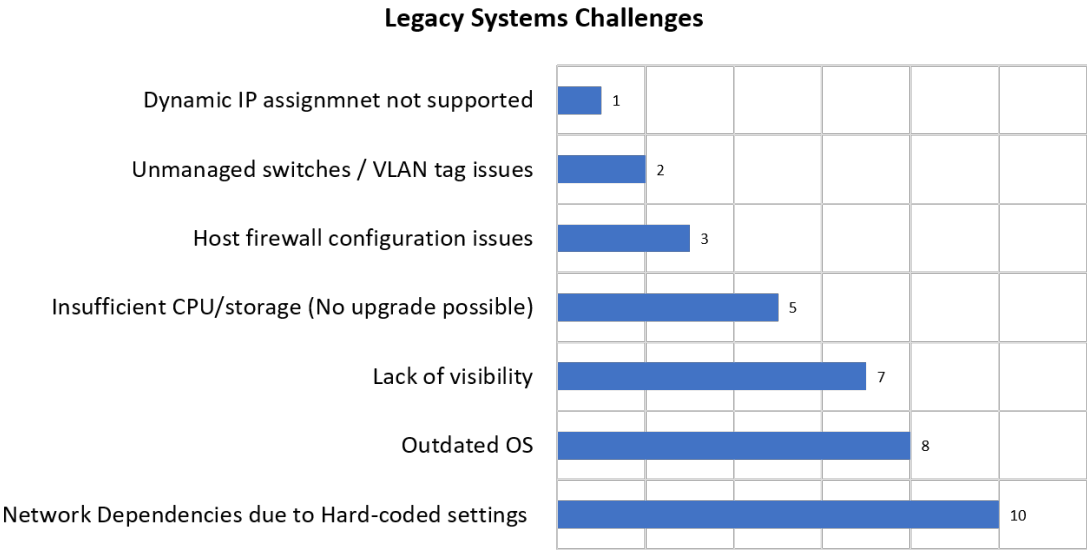 Legacy Systems Challenges
Dynamic IP assignmnet not supported
1
Unmanaged switches / VLAN tag issues
2
Host firewall configuration issues
3
Insufficient CPU/storage (No upgrade possible)
5
Lack of visibility
7
Outdated OS
8
Network Dependencies due to Hard-coded settings
10